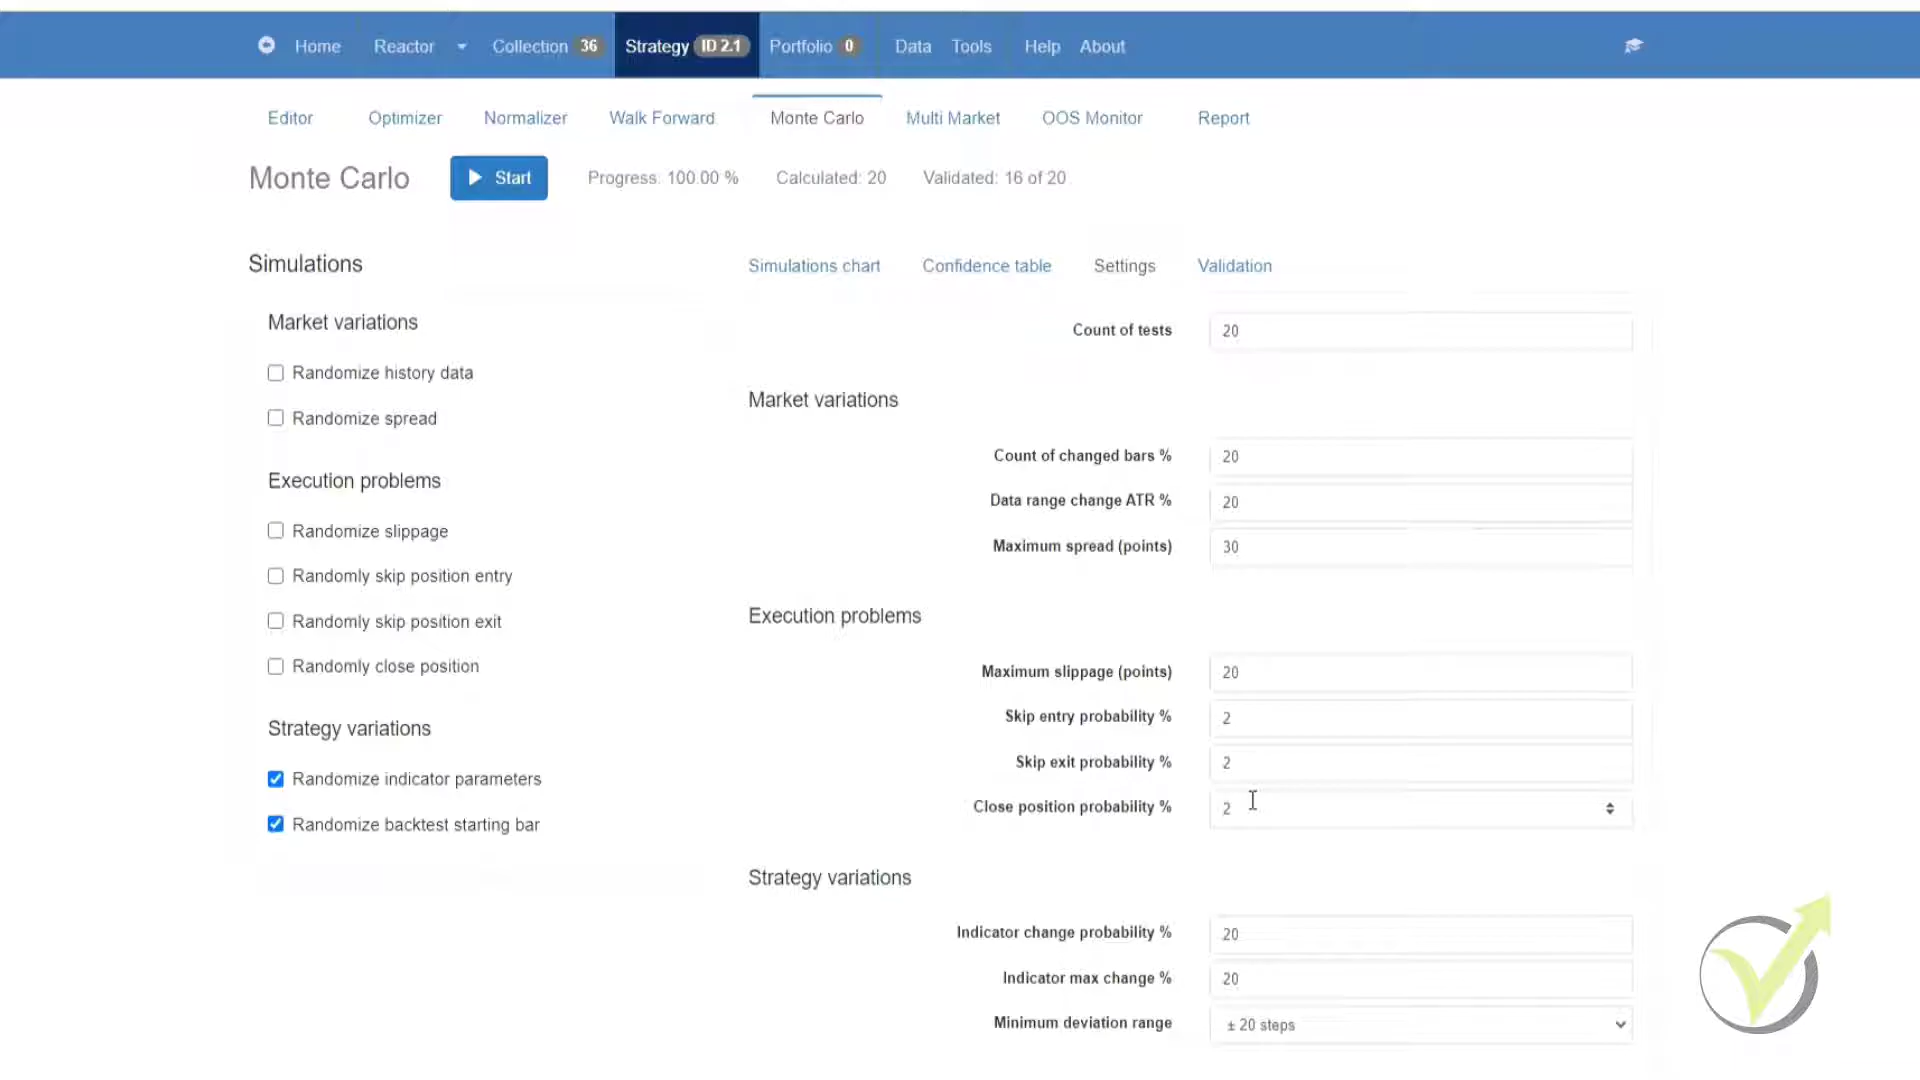 Home Reactor Collection 36 Strategy ID 2.1 Portfolio 0 Data Tools Help About
Editor Optimizer Normalizer Walk Forward Monte Carlo Multi Market OOS Monitor Report
Monte Carlo Start Progress: 100.00 % Calculated: 20 Validated: 16 of 20
Simulations
Market variations
Randomize history data
Randomize spread
Execution problems
Randomize slippage
Randomly skip position entry
Randomly skip position exit
Randomly close position
Strategy variations
Randomize indicator parameters
Randomize backtest starting bar
Simulations chart Confidence table Settings Validation
Count of tests 20
Market variations
Count of changed bars % 20
Data range change ATR % 20
Maximum spread (points) 30
Execution problems
Maximum slippage (points) 20
Skip entry probability % 2
Skip exit probability % 2
Close position probability % 2
Strategy variations
Indicator change probability % 20
Indicator max change % 20
Minimum deviation range ± 20 steps